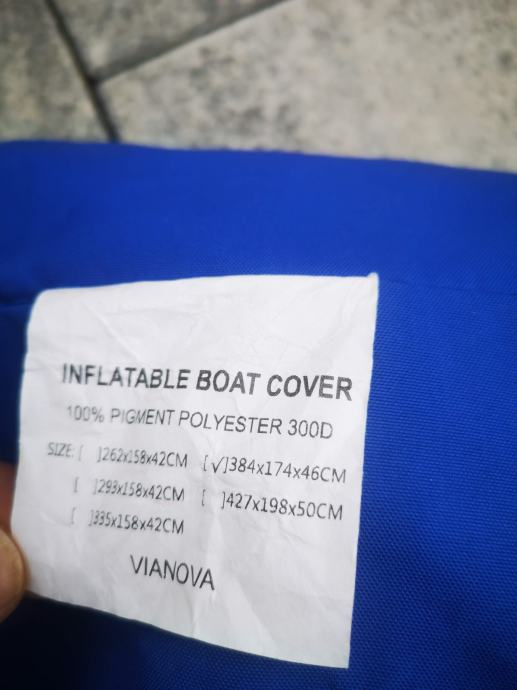 INFLATABLE BOAT COVER
100% PIGMENT POLYESTER 300D
SIZE: [ ]262x158x42CM [√]384x174x46CM
[ ]293x158x42CM [ ]427x198x50CM
[ ]335x158x42CM
VIANOVA